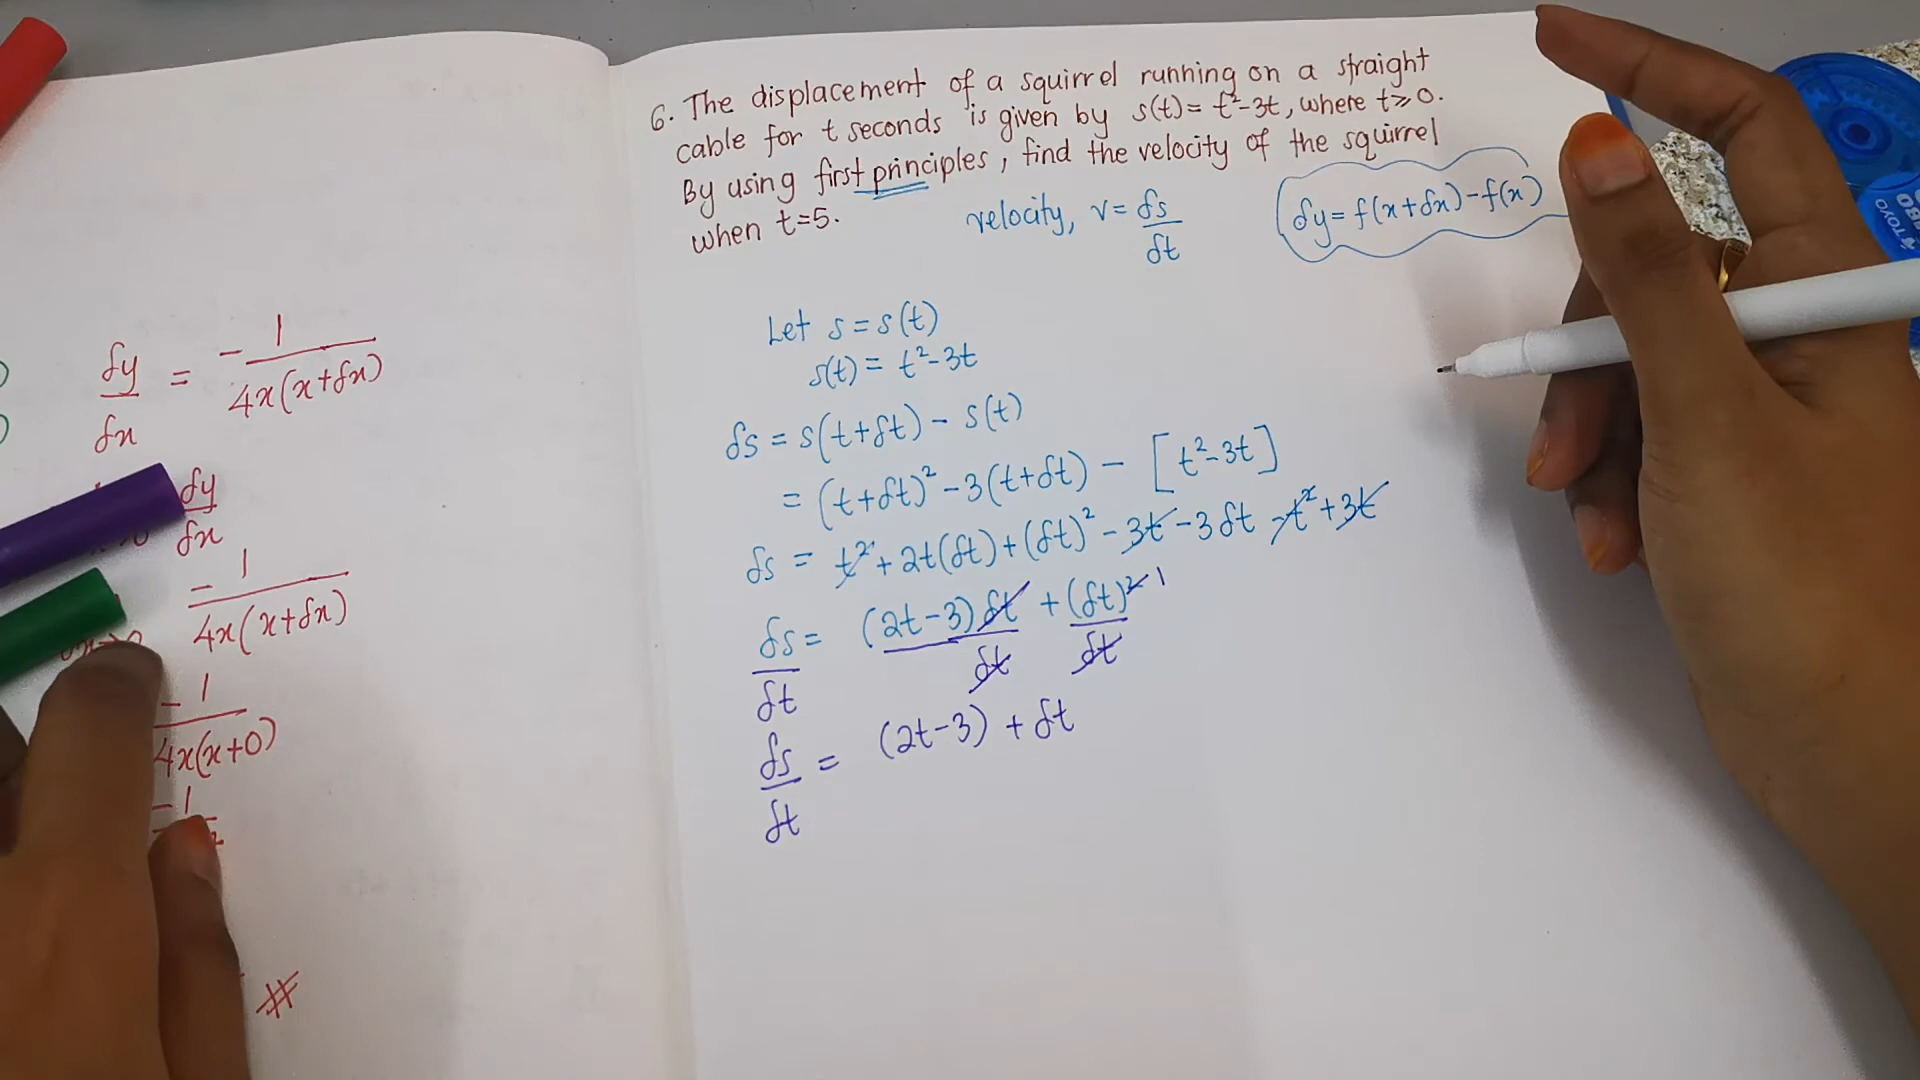 δy = - 1
δx 4x(x+δx)
δy
δx
- 1
4x(x+δx)
- 1
4x(x+0)
- 1
6. The displacement of a squirrel running on a straight
cable for t seconds is given by s(t) = t²-3t, where t≥0.
By using first principles, find the velocity of the squirrel
when t=5.
velocity, v= δs
δt
δy = f(x+δx)-f(x)
Let s = s(t)
s(t) = t²-3t
δs = s(t+δt) - s(t)
= (t+δt)² -3(t+δt) - [t²-3t]
δs = t² + 2t(δt) + (δt)² - 3t - 3δt - t² + 3t
δs = (2t-3) δt + (δt)² 1
δt δt δt
δs = (2t-3) + δt
δt
TOYO